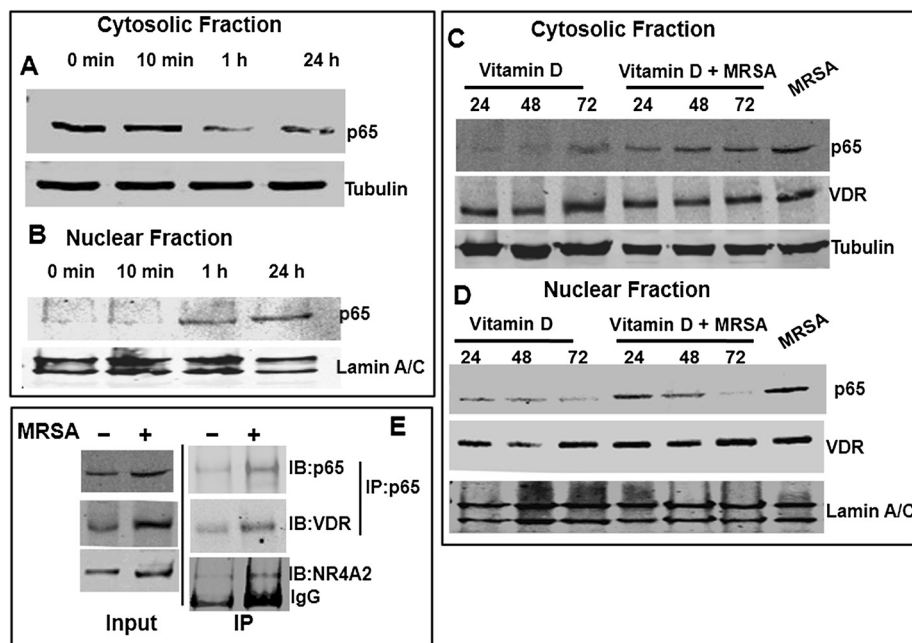 Cytosolic Fraction
A
0 min 10 min 1 h 24 h
p65
Tubulin
B
Nuclear Fraction
0 min 10 min 1 h 24 h
p65
Lamin A/C
C
Cytosolic Fraction
Vitamin D Vitamin D + MRSA MRSA
24 48 72 24 48 72
p65
VDR
Tubulin
D
Nuclear Fraction
Vitamin D Vitamin D + MRSA MRSA
24 48 72 24 48 72
p65
VDR
Lamin A/C
MRSA – + – + E
IB:p65
IP:p65
IB:VDR
IB:NR4A2
IgG
Input IP